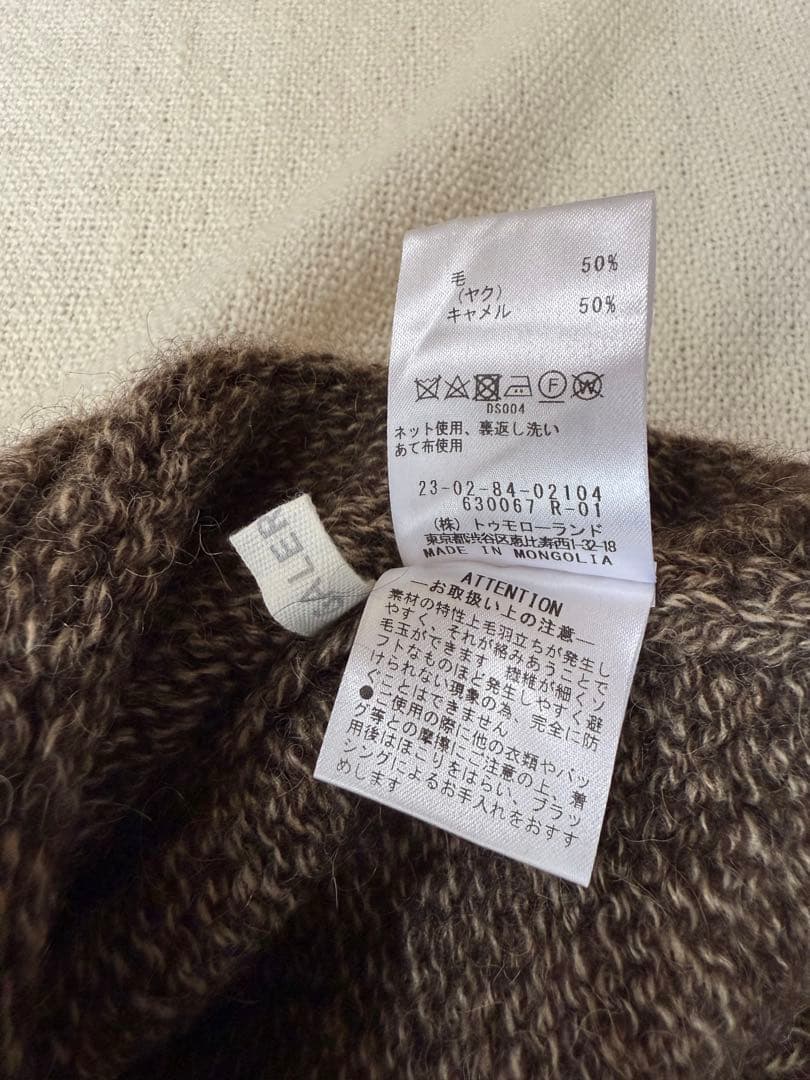 毛 50%
(ヤク)
キャメル 50%
F W
DS004
ネット使用、裏返し洗い
あて布使用
23-02-84-02104
630067 R-01
(株) トゥモローランド
東京都渋谷区恵比寿西1-32-18
MADE IN MONGOLIA
ATTENTION
―お取扱い上の注意―
素材の特性上毛羽立ちが発生し
やすく、それが絡みあうことで
毛玉ができます。繊維が細くソ
フトなものほど発生しやすく避
けられない現象の為、完全に防
ぐことはできません
●ご使用の際に他の衣類やバッ
グ等との摩擦にご注意の上、着
用後はほこりをはらい、ブラッ
シングによるお手入れをおすす
めします
GALER